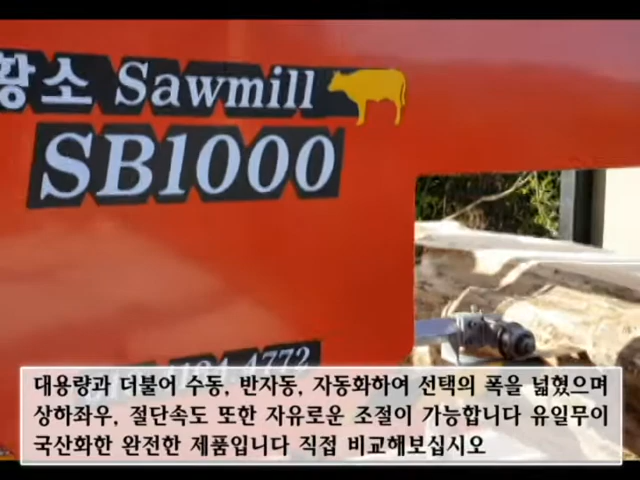 황소 Sawmill
SB1000
4772
대용량과 더불어 수동, 반자동, 자동화하여 선택의 폭을 넓혔으며
상하좌우, 절단속도 또한 자유로운 조절이 가능합니다 유일무이
국산화한 완전한 제품입니다 직접 비교해보십시오